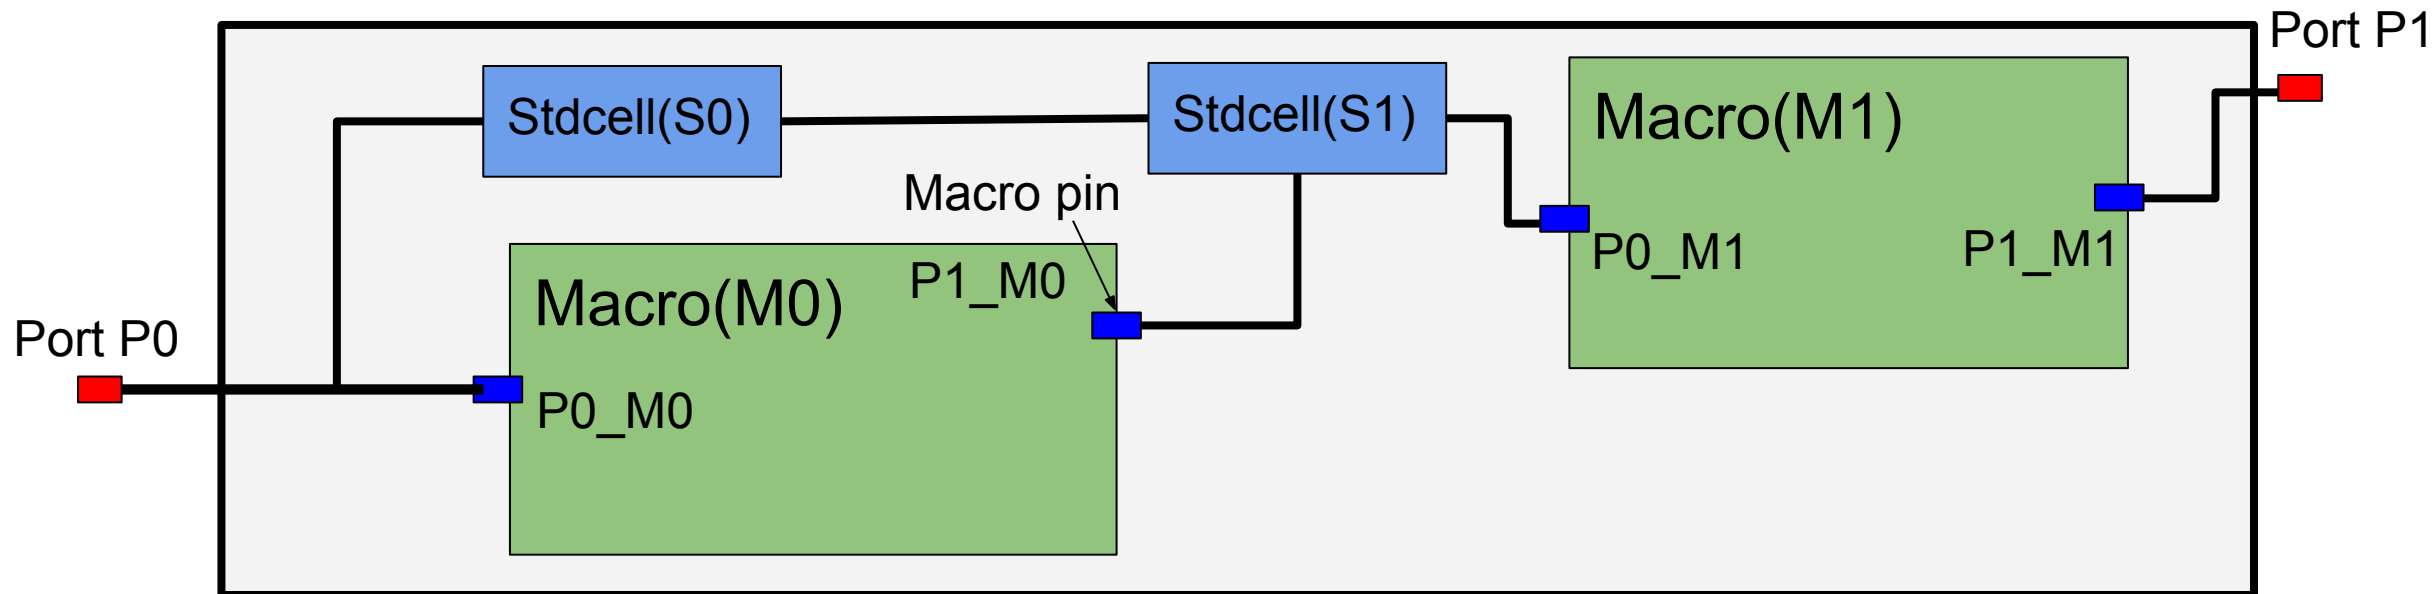 Port P1
Stdcell(S0)
Stdcell(S1)
Macro(M1)
Macro pin
P0_M1
P1_M1
P1_M0
Macro(M0)
Port P0
P0_M0